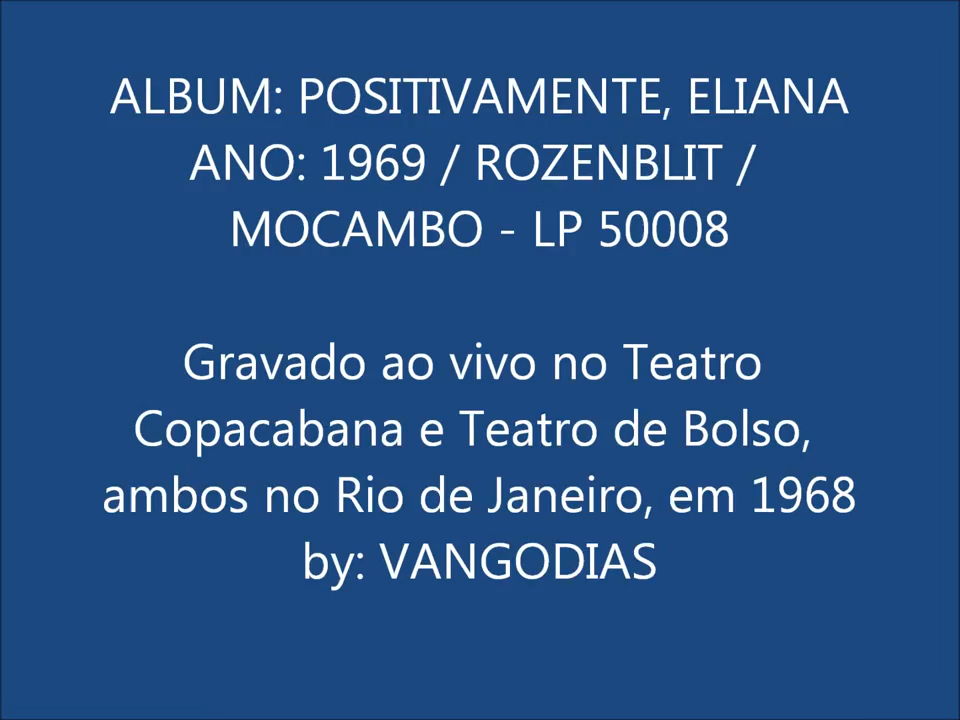 ALBUM: POSITIVAMENTE, ELIANA
ANO: 1969 / ROZENBLIT /
MOCAMBO - LP 50008
Gravado ao vivo no Teatro
Copacabana e Teatro de Bolso,
ambos no Rio de Janeiro, em 1968
by: VANGODIAS